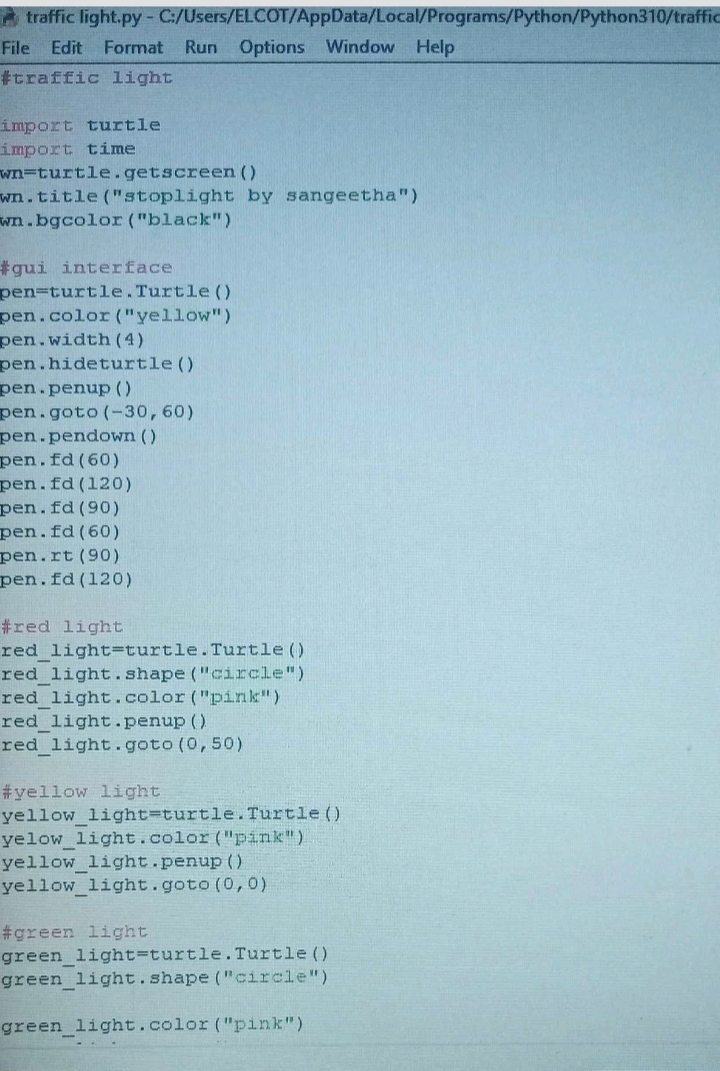 traffic light.py - C:/Users/ELCOT/AppData/Local/Programs/Python/Python310/traffic
File Edit Format Run Options Window Help
#traffic light
import turtle
import time
wn=turtle.getscreen()
wn.title("stoplight by sangeetha")
wn.bgcolor("black")
#gui interface
pen=turtle.Turtle()
pen.color("yellow")
pen.width(4)
pen.hideturtle()
pen.penup()
pen.goto(-30,60)
pen.pendown()
pen.fd(60)
pen.fd(120)
pen.fd(90)
pen.fd(60)
pen.rt(90)
pen.fd(120)
#red light
red_light=turtle.Turtle()
red_light.shape("circle")
red_light.color("pink")
red_light.penup()
red_light.goto(0,50)
#yellow light
yellow_light=turtle.Turtle()
yelow_light.color("pink")
yellow_light.penup()
yellow_light.goto(0,0)
#green light
green_light=turtle.Turtle()
green_light.shape("circle")
green_light.color("pink")